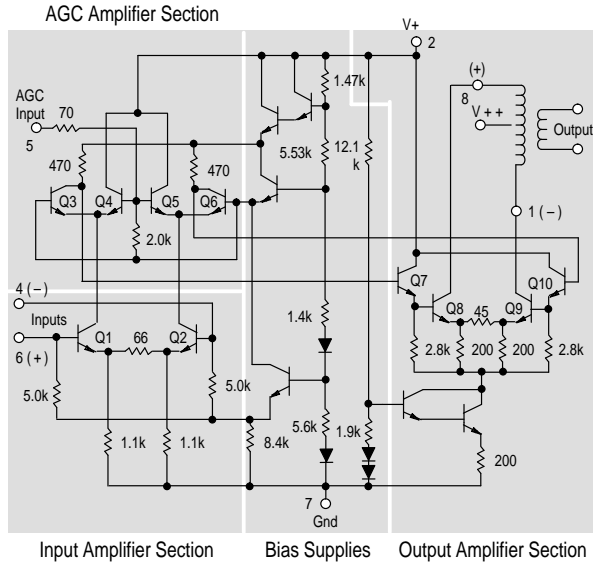 AGC Amplifier Section
V+
2
1.47k
(+)
8
V + +
Output
AGC
Input
5
70
470
470
5.53k
12.1
k
Q3
Q4
Q5
Q6
2.0k
1 ( – )
Q7
Q10
Q8
45
Q9
4 ( – )
Inputs
6 (+)
Q1
66
Q2
1.4k
2.8k
200
200
2.8k
5.0k
5.0k
1.1k
1.1k
8.4k
5.6k
1.9k
200
7
Gnd
Input Amplifier Section
Bias Supplies
Output Amplifier Section